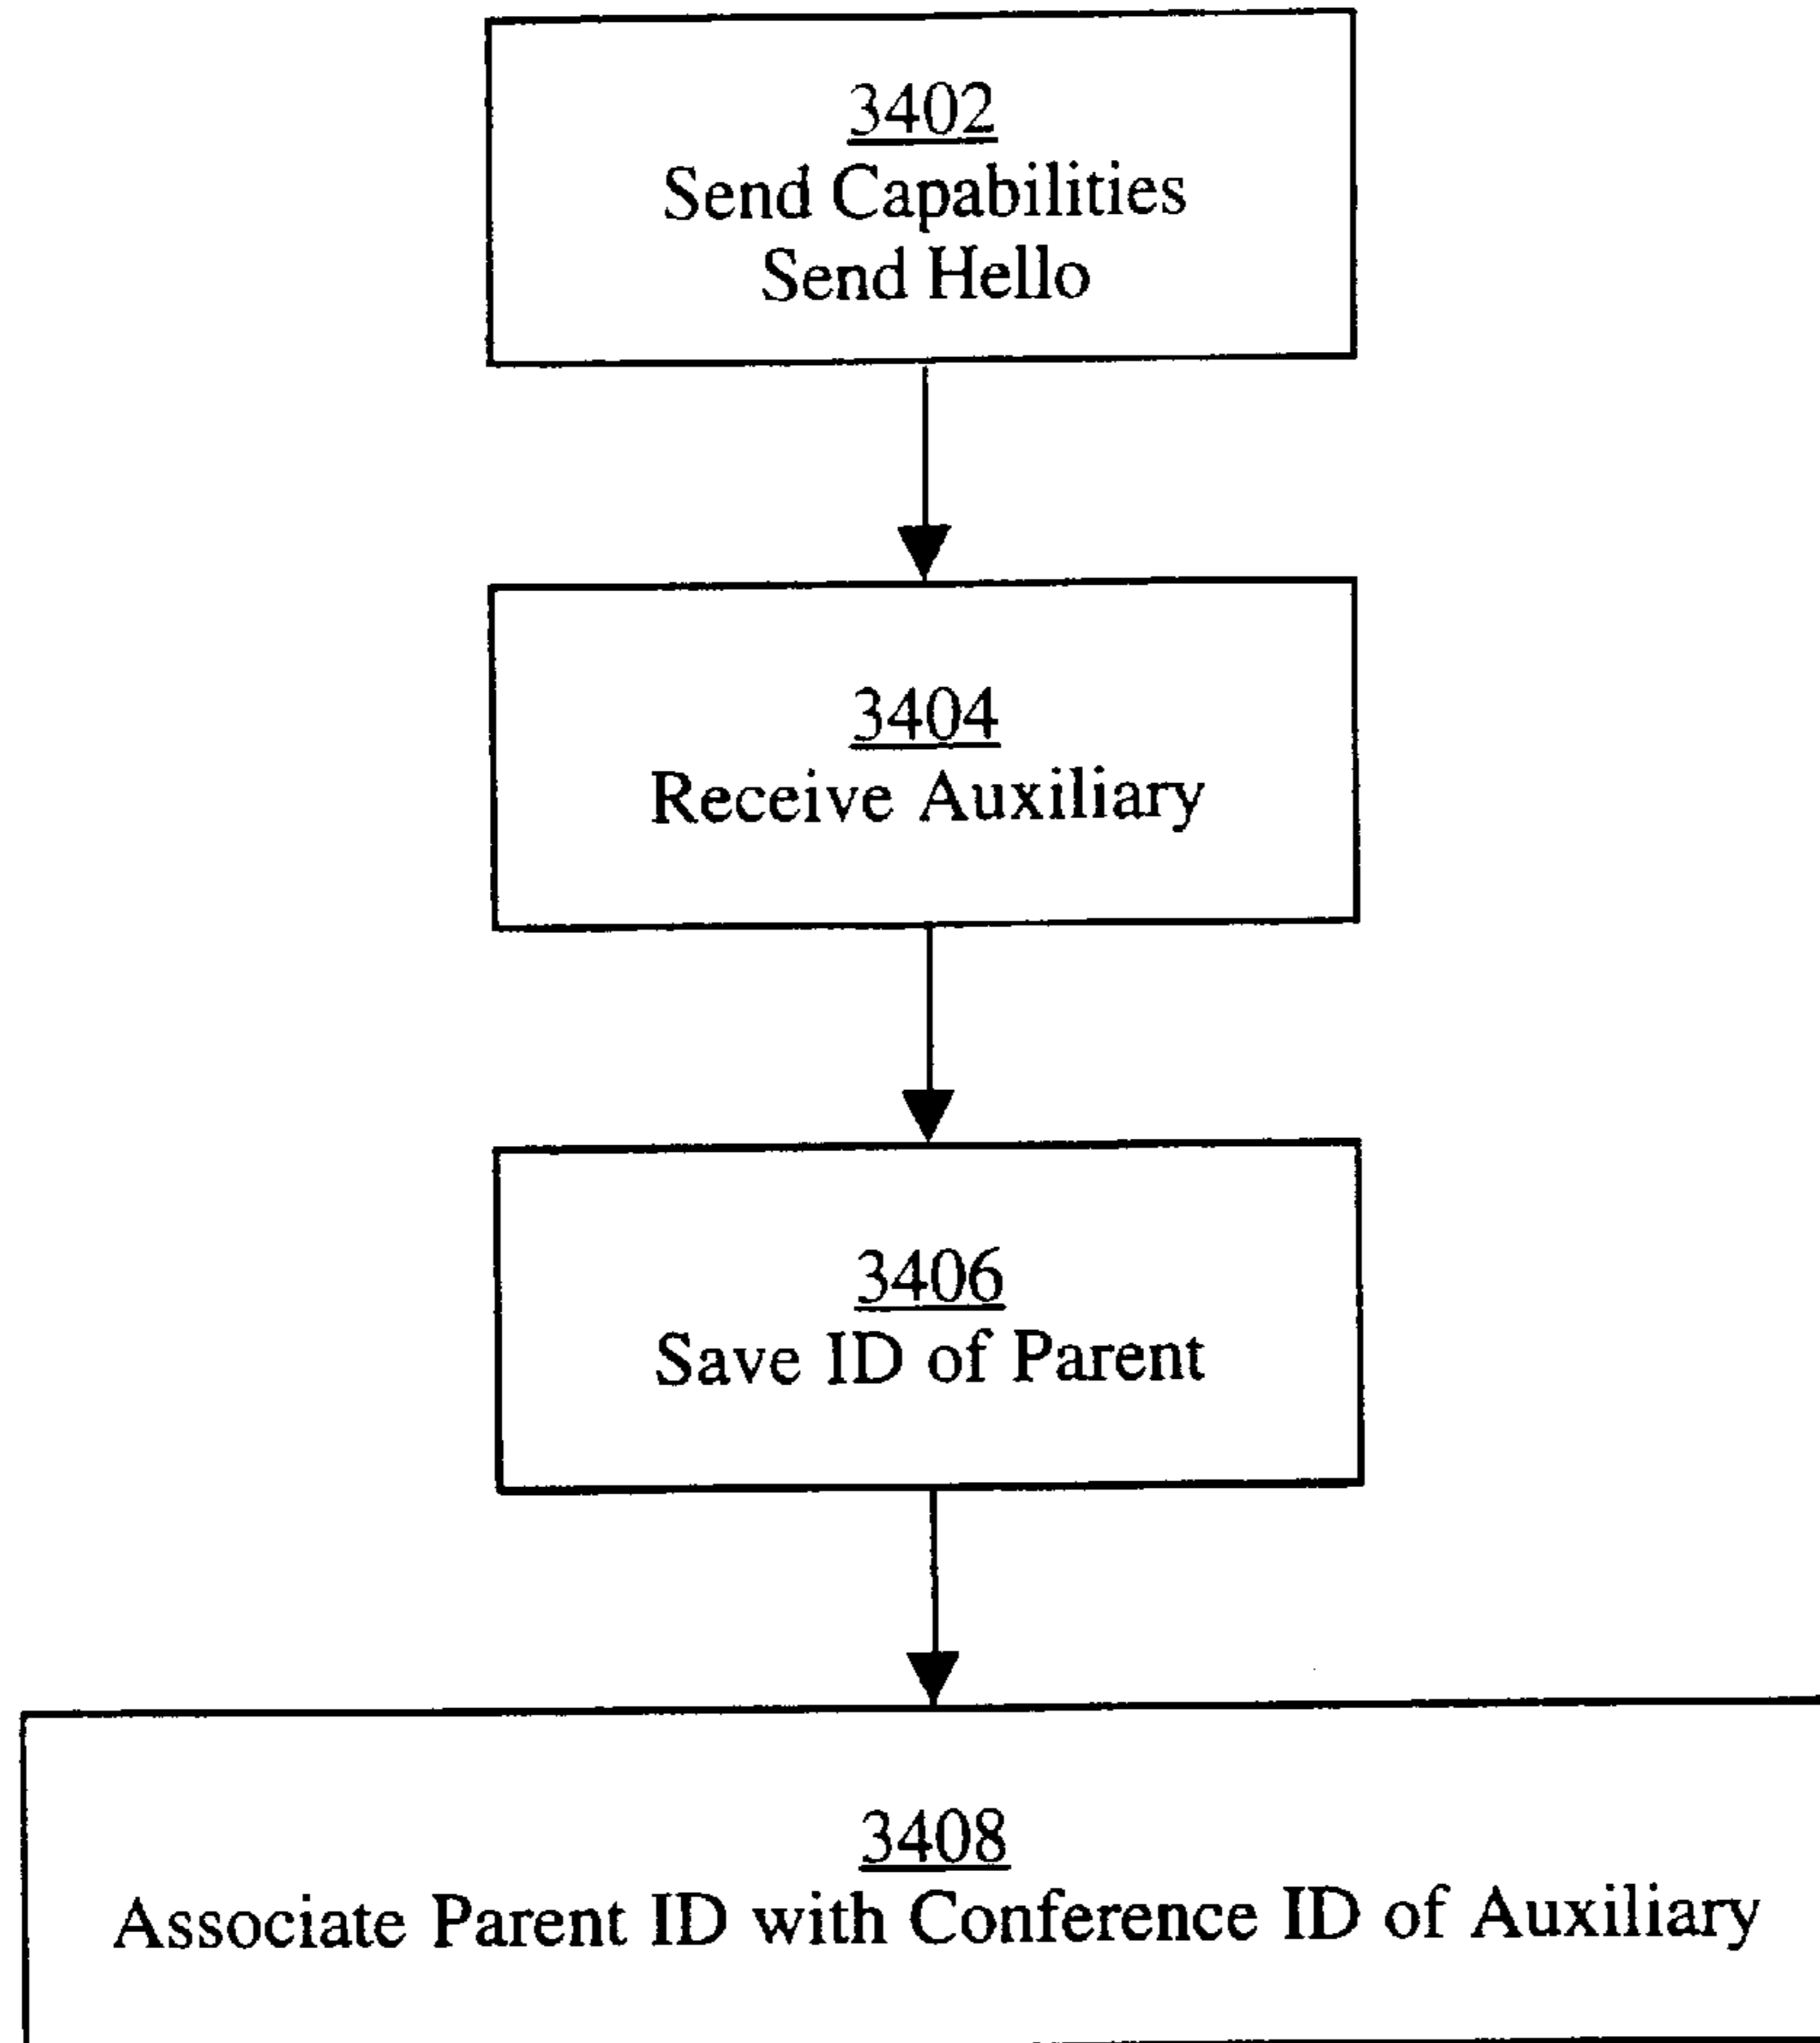 3402
Send Capabilities
Send Hello
3404
Receive Auxiliary
3406
Save ID of Parent
3408
Associate Parent ID with Conference ID of Auxiliary